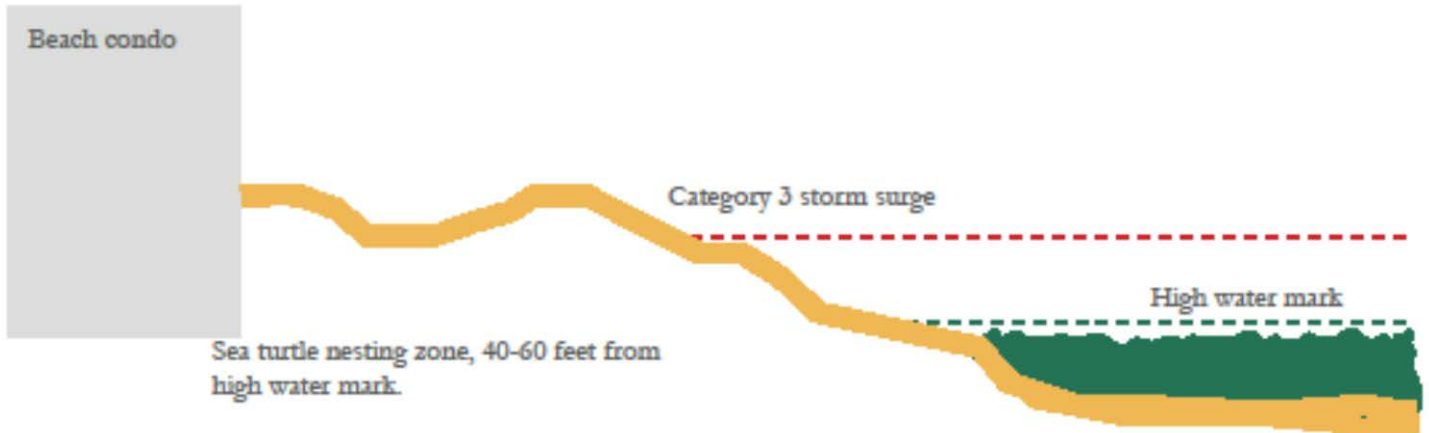 Beach condo
Category 3 storm surge
High water mark
Sea turtle nesting zone, 40-60 feet from
high water mark.